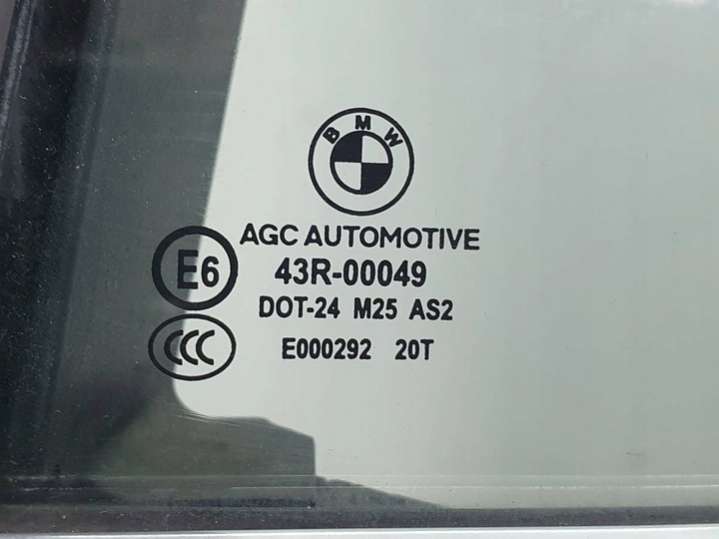 BMW
AGC AUTOMOTIVE
E6 43R-00049
DOT-24 M25 AS2
CCC E000292 20T